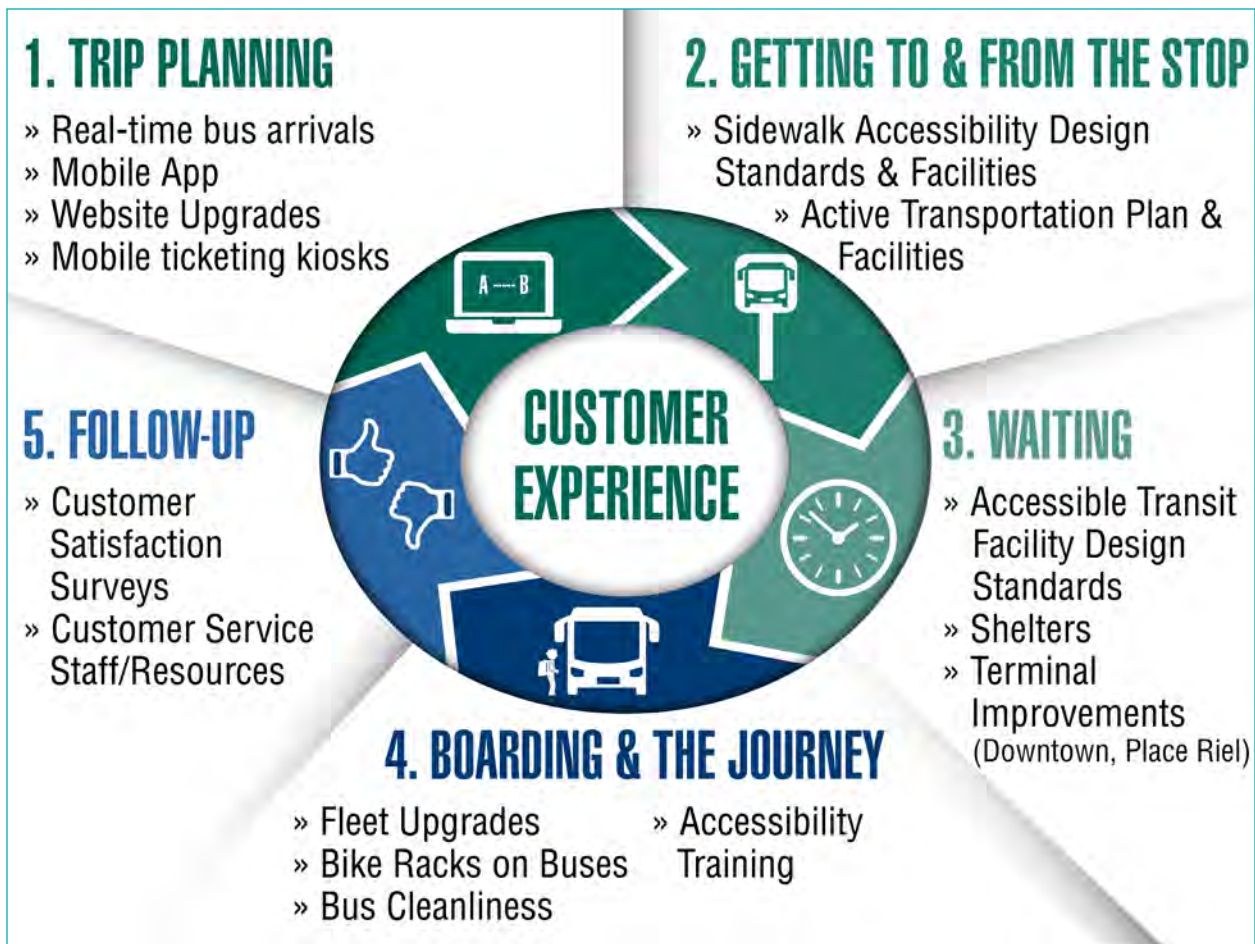 1. TRIP PLANNING
» Real-time bus arrivals
» Mobile App
» Website Upgrades
» Mobile ticketing kiosks
2. GETTING TO & FROM THE STOP
» Sidewalk Accessibility Design
Standards & Facilities
» Active Transportation Plan &
Facilities
A ---- B
CUSTOMER
EXPERIENCE
3. WAITING
» Accessible Transit
Facility Design
Standards
» Shelters
» Terminal
Improvements
(Downtown, Place Riel)
4. BOARDING & THE JOURNEY
» Fleet Upgrades
» Bike Racks on Buses
» Bus Cleanliness
» Accessibility
Training
5. FOLLOW-UP
» Customer
Satisfaction
Surveys
» Customer Service
Staff/Resources